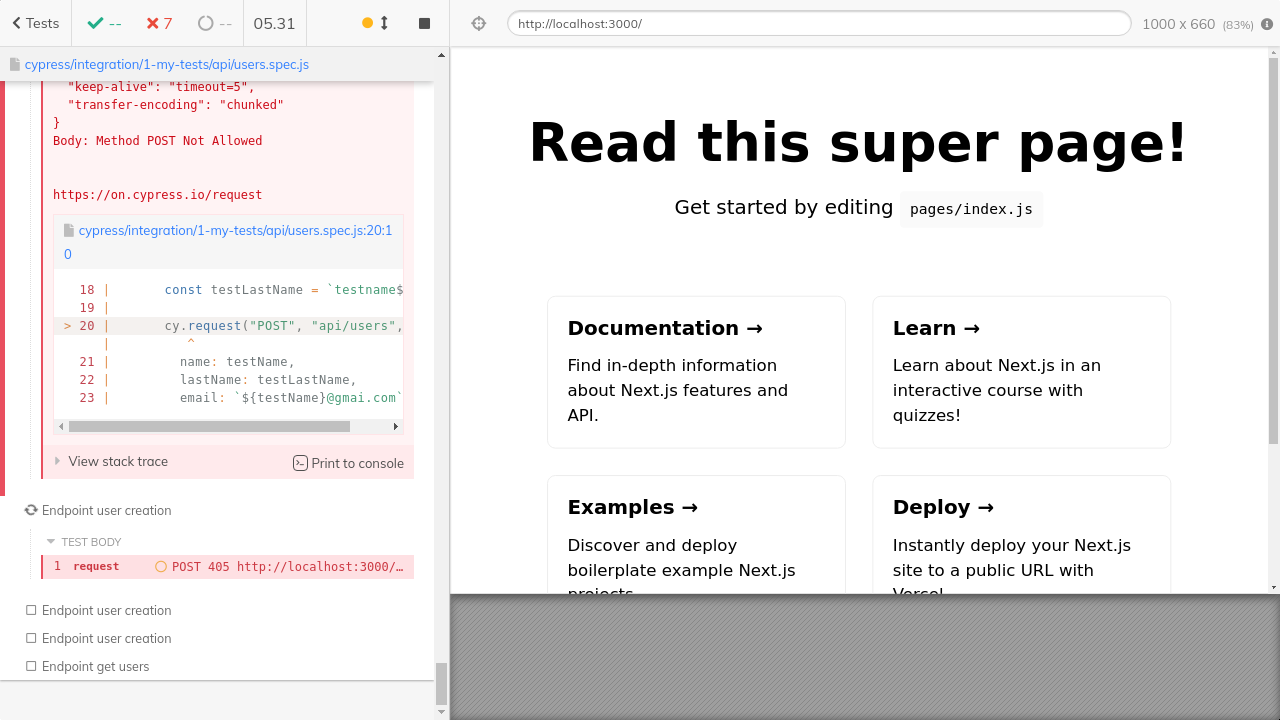 Tests
--
7
--
05.31
http://localhost:3000/
1000 x 660 (83%)
cypress/integration/1-my-tests/api/users.spec.js
"keep-alive": "timeout=5",
"transfer-encoding": "chunked"
}
Body: Method POST Not Allowed
https://on.cypress.io/request
cypress/integration/1-my-tests/api/users.spec.js:20:1
0
18 | const testLastName = `testname$
19 |
> 20 | cy.request("POST", "api/users",
| ^
21 | name: testName,
22 | lastName: testLastName,
23 | email: `${testName}@gmai.com`
View stack trace
Print to console
Endpoint user creation
TEST BODY
1 request POST 405 http://localhost:3000/…
Endpoint user creation
Endpoint user creation
Endpoint get users
Read this super page!
Get started by editing pages/index.js
Documentation →
Find in-depth information
about Next.js features and
API.
Learn →
Learn about Next.js in an
interactive course with
quizzes!
Examples →
Discover and deploy
boilerplate example Next.js
projects
Deploy →
Instantly deploy your Next.js
site to a public URL with